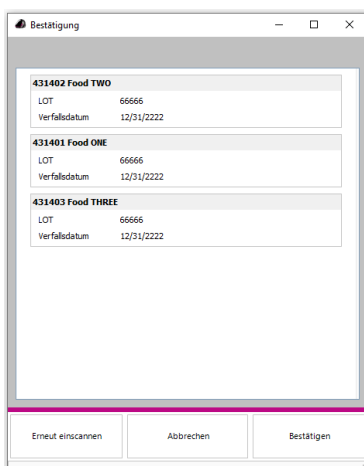 Bestätigung
431402 Food TWO
LOT 66666
Verfallsdatum 12/31/2222
431401 Food ONE
LOT 66666
Verfallsdatum 12/31/2222
431403 Food THREE
LOT 66666
Verfallsdatum 12/31/2222
Erneut einscannen Abbrechen Bestätigen